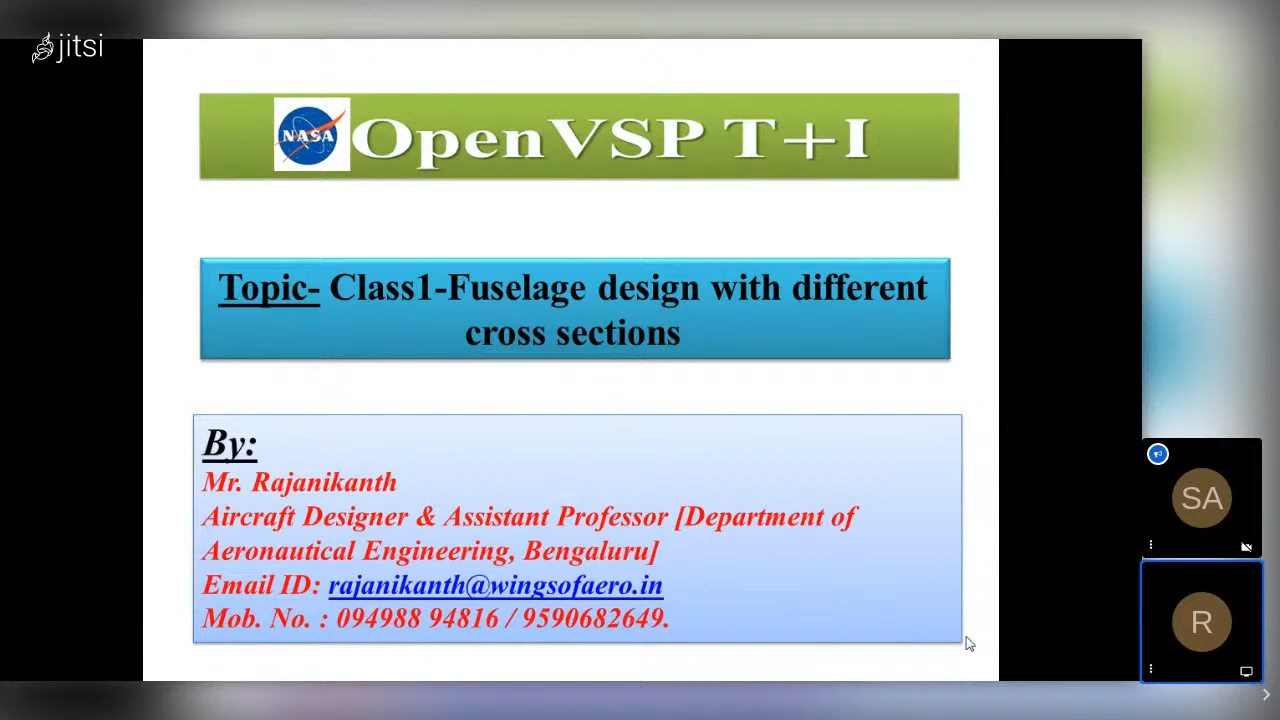 jitsi
NASA OpenVSP T+I
Topic- Class1-Fuselage design with different
cross sections
By:
Mr. Rajanikanth
Aircraft Designer & Assistant Professor [Department of
Aeronautical Engineering, Bengaluru]
Email ID: rajanikanth@wingsofaero.in
Mob. No. : 094988 94816 / 9590682649.
SA
R